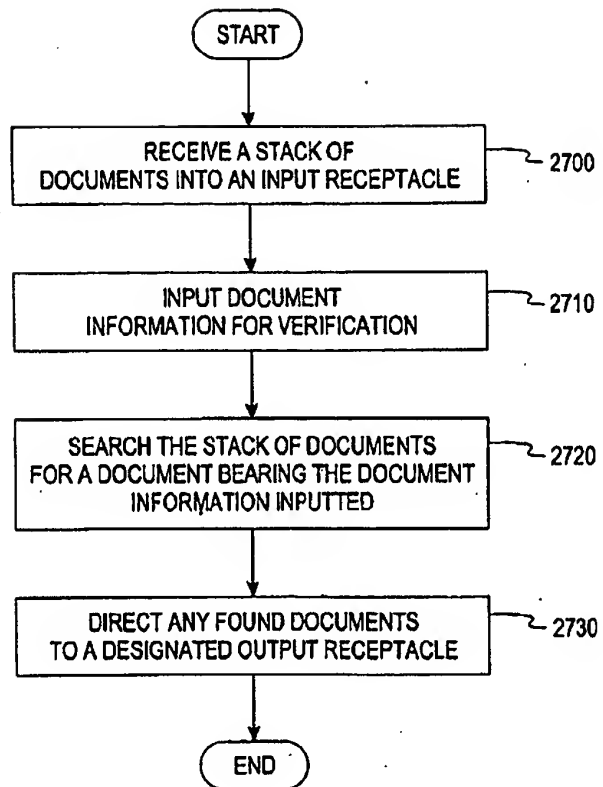 START
RECEIVE A STACK OF
DOCUMENTS INTO AN INPUT RECEPTACLE
2700
INPUT DOCUMENT
INFORMATION FOR VERIFICATION
2710
SEARCH THE STACK OF DOCUMENTS
FOR A DOCUMENT BEARING THE DOCUMENT
INFORMATION INPUTTED
2720
DIRECT ANY FOUND DOCUMENTS
TO A DESIGNATED OUTPUT RECEPTACLE
2730
END